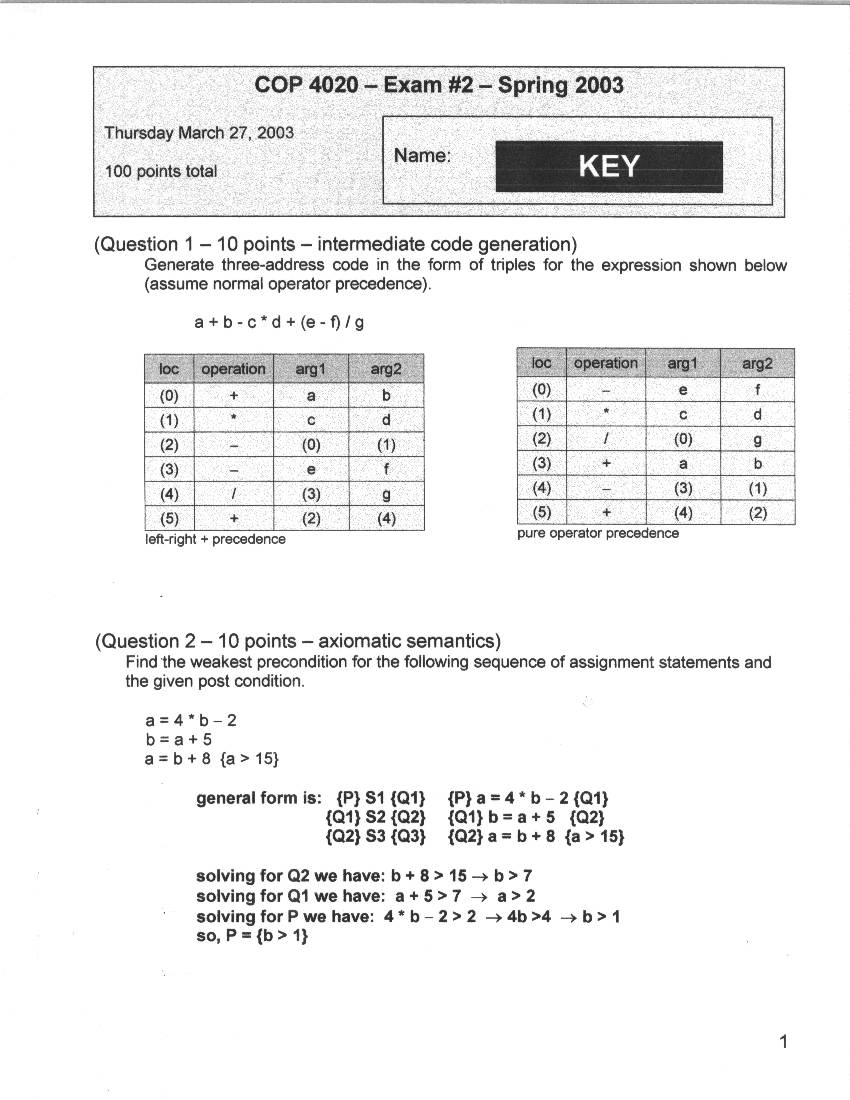 COP 4020 – Exam #2 – Spring 2003
Thursday March 27, 2003
100 points total
Name:
KEY
(Question 1 – 10 points – intermediate code generation)
Generate three-address code in the form of triples for the expression shown below
(assume normal operator precedence).
a + b - c * d + (e - f) / g
loc operation arg1 arg2
(0) + a b
(1) * c d
(2) – (0) (1)
(3) – e f
(4) / (3) g
(5) + (2) (4)
left-right + precedence
loc operation arg1 arg2
(0) – e f
(1) * c d
(2) / (0) g
(3) + a b
(4) – (3) (1)
(5) + (4) (2)
pure operator precedence
(Question 2 – 10 points – axiomatic semantics)
Find the weakest precondition for the following sequence of assignment statements and
the given post condition.
a = 4 * b – 2
b = a + 5
a = b + 8 {a > 15}
general form is: {P} S1 {Q1} {P} a = 4 * b – 2 {Q1}
{Q1} S2 {Q2} {Q1} b = a + 5 {Q2}
{Q2} S3 {Q3} {Q2} a = b + 8 {a > 15}
solving for Q2 we have: b + 8 > 15 → b > 7
solving for Q1 we have: a + 5 > 7 → a > 2
solving for P we have: 4 * b – 2 > 2 → 4b >4 → b > 1
so, P = {b > 1}
1